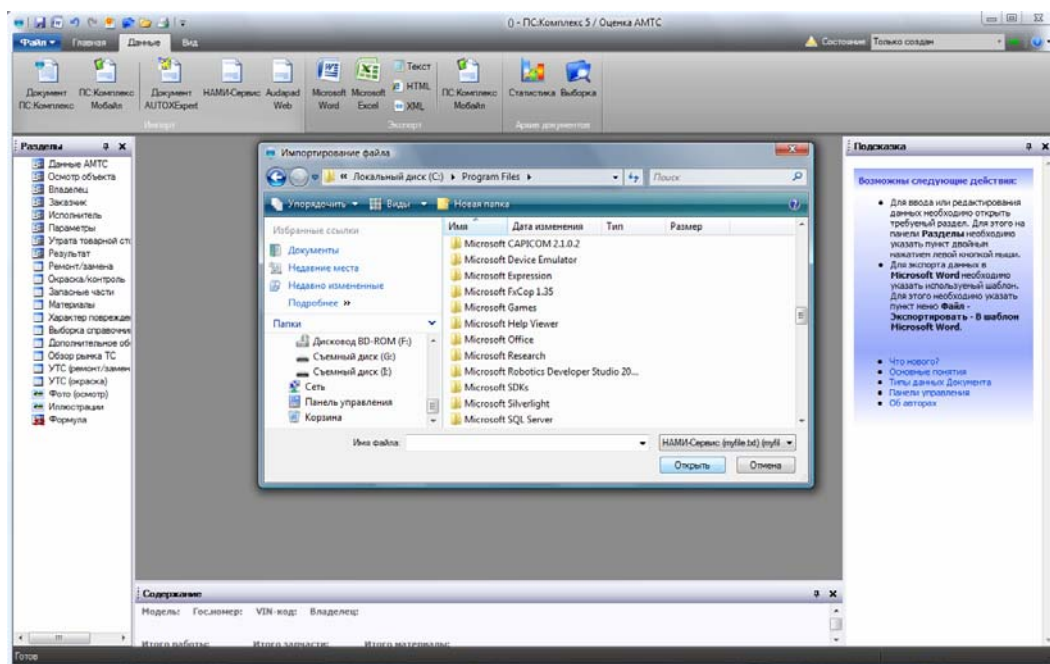 () - ПС:Комплекс 5 / Оценка АМТС
Файл Главная Данные Вид
Состояние Только создан
Документ ПС:Комплекс
ПС:Комплекс Мобайл
Документ AUTOXExpert
НАМИ-Сервис
Audapad Web
Microsoft Word
Microsoft Excel
Текст
HTML
XML
ПС:Комплекс Мобайл
Статистика
Выборка
Импорт
Экспорт
Архив документов
Разделы
Данные АМТС
Осмотр объекта
Владелец
Заказчик
Исполнитель
Параметры
Утрата товарной ст
Результат
Ремонт/замена
Окраска/контроль
Запасные части
Материалы
Характер поврежде
Выборка справочни
Дополнительное об
Обзор рынка ТС
УТС (ремонт/замен
УТС (окраска)
Фото (осмотр)
Иллюстрации
Формула
Импортирование файла
« Локальный диск (C:) Program Files
Поиск
Упорядочить Виды Новая папка
Избранные ссылки
Документы
Недавние места
Недавно измененные
Подробнее »
Папки
Дисковод BD-ROM (F:)
Съемный диск (G:)
Съемный диск (I:)
Сеть
Панель управления
Корзина
Имя Дата изменения Тип Размер
Microsoft CAPICOM 2.1.0.2
Microsoft Device Emulator
Microsoft Expression
Microsoft FxCop 1.35
Microsoft Games
Microsoft Help Viewer
Microsoft Office
Microsoft Research
Microsoft Robotics Developer Studio 20...
Microsoft SDKs
Microsoft Silverlight
Microsoft SQL Server
Имя файла:
НАМИ-Сервис (myfile.txt) (myfil
Открыть Отмена
Подсказка
Возможны следующие действия:
• Для ввода или редактирования
данных необходимо открыть
требуемый раздел. Для этого на
панели Разделы необходимо
указать пункт двойным
нажатием левой кнопкой мыши.
• Для экспорта данных в
Microsoft Word необходимо
указать используемый шаблон.
Для этого необходимо указать
пункт меню Файл -
Экспортировать - В шаблон
Microsoft Word.
• Что нового?
• Основные понятия
• Типы данных Документа
• Панели управления
• Об авторах
Содержание
Модель: Гос.номер: VIN-код: Владелец:
Итого работы: Итого запчасти: Итого материалы:
Готов